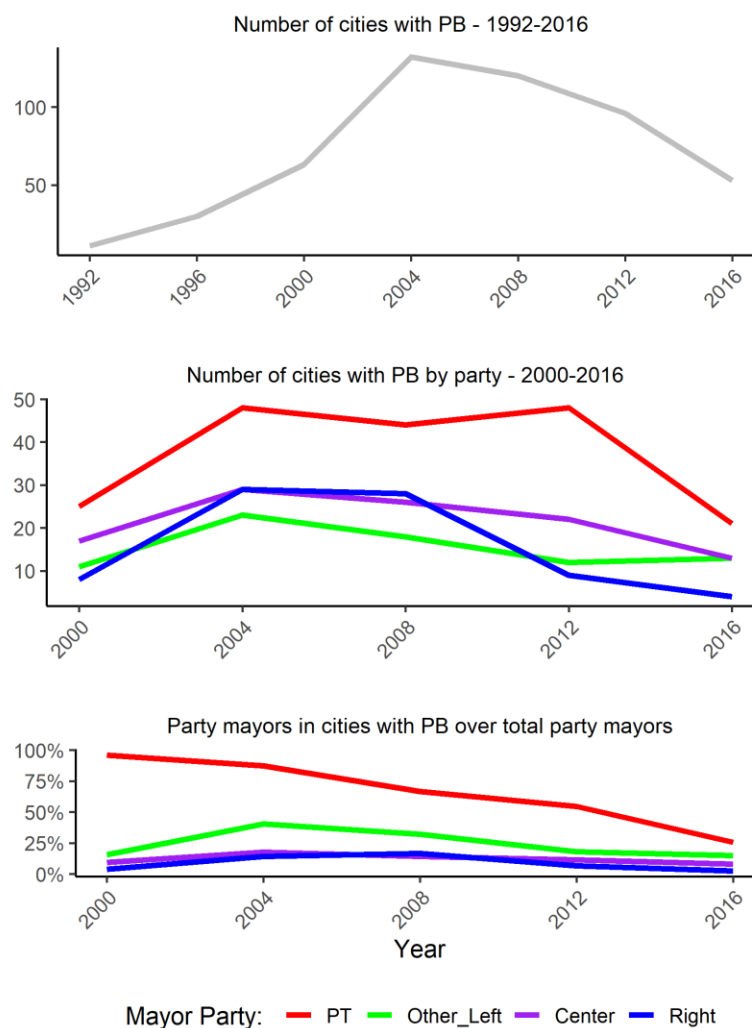 Number of cities with PB - 1992-2016
100
50
1992 1996 2000 2004 2008 2012 2016
Number of cities with PB by party - 2000-2016
50
40
30
20
10
2000 2004 2008 2012 2016
Party mayors in cities with PB over total party mayors
100%
75%
50%
25%
0%
2000 2004 2008 2012 2016
Year
Mayor Party: PT Other_Left Center Right